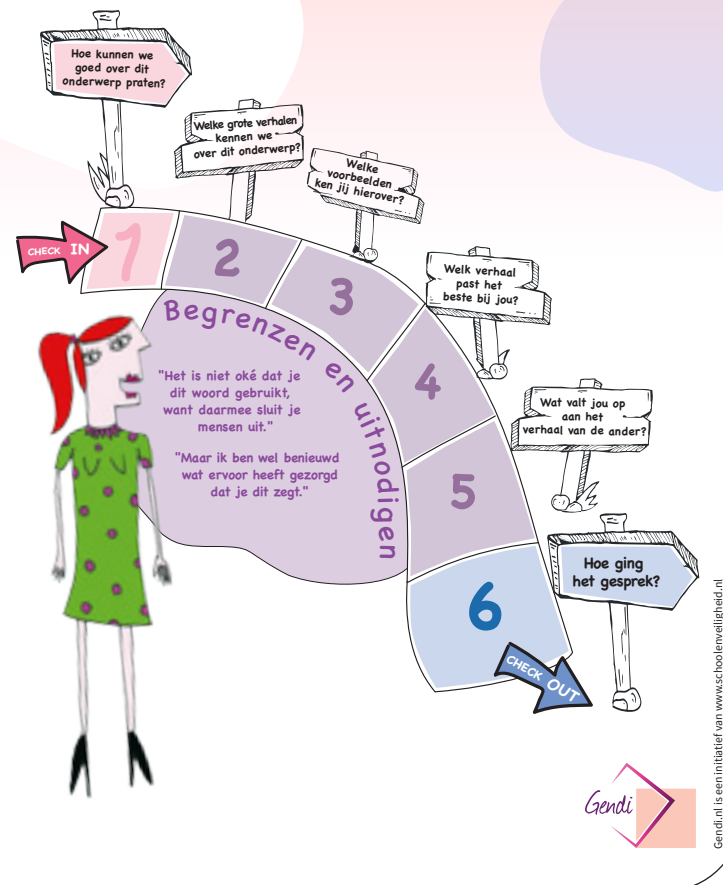 Hoe kunnen we
goed over dit
onderwerp praten?
Welke grote verhalen
kennen we
over dit onderwerp?
Welke
voorbeelden
ken jij hierover?
CHECK IN
1
2
3
Welk verhaal
past het
beste bij jou?
4
Begrenzen en uitnodigen
"Het is niet oké dat je
dit woord gebruikt,
want daarmee sluit je
mensen uit."
"Maar ik ben wel benieuwd
wat ervoor heeft gezorgd
dat je dit zegt."
Wat valt jou op
aan het
verhaal van de ander?
5
Hoe ging
het gesprek?
6
CHECK OUT
Gendi
Gendi.nl is een initiatief van www.schoolenveiligheid.nl